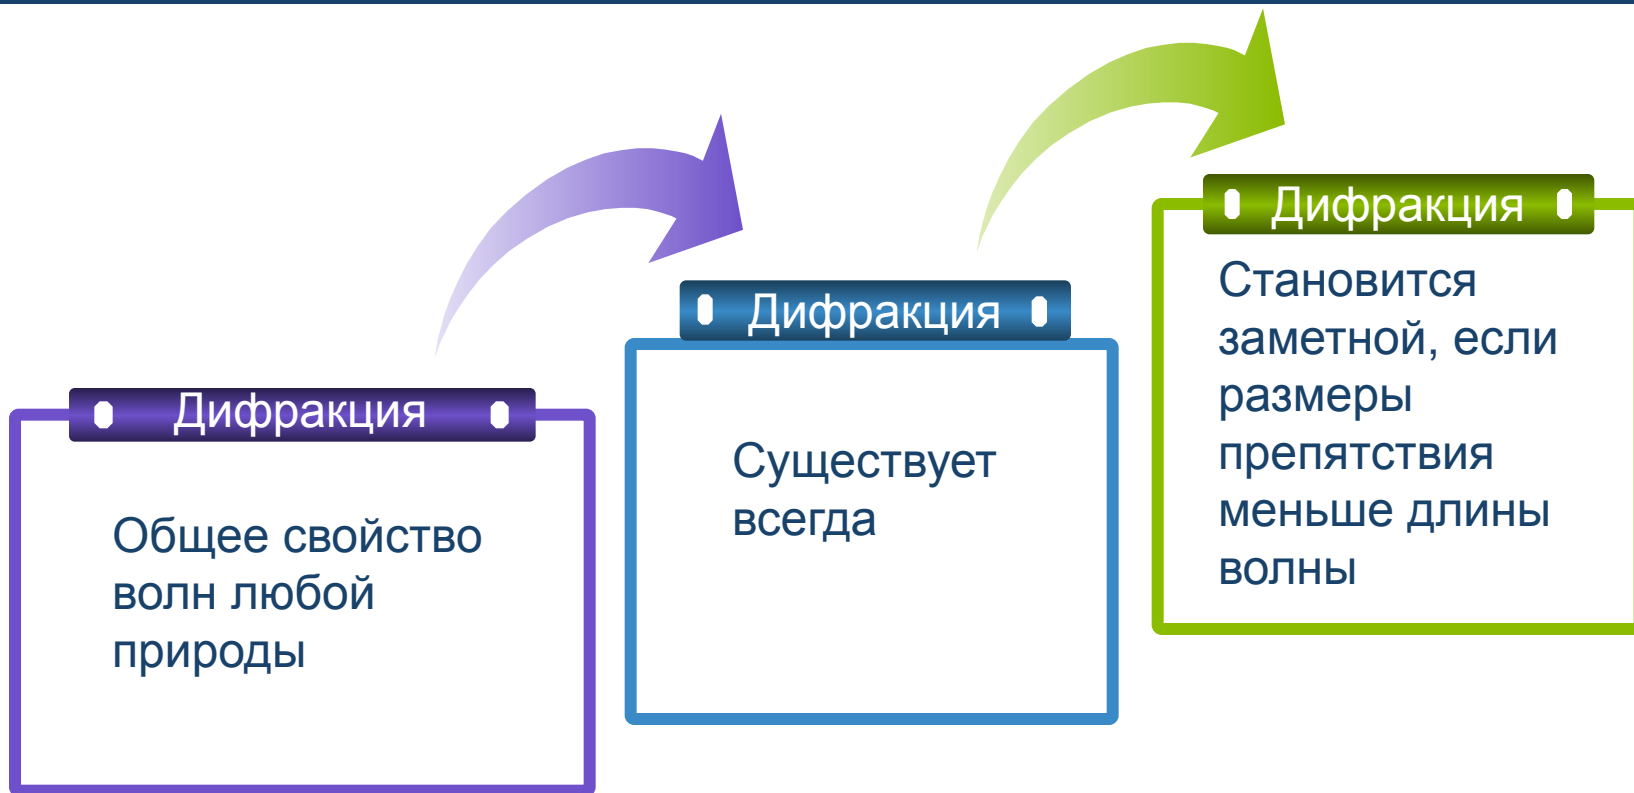 Дифракция
Общее свойство
волн любой
природы
Дифракция
Существует
всегда
Дифракция
Становится
заметной, если
размеры
препятствия
меньше длины
волны